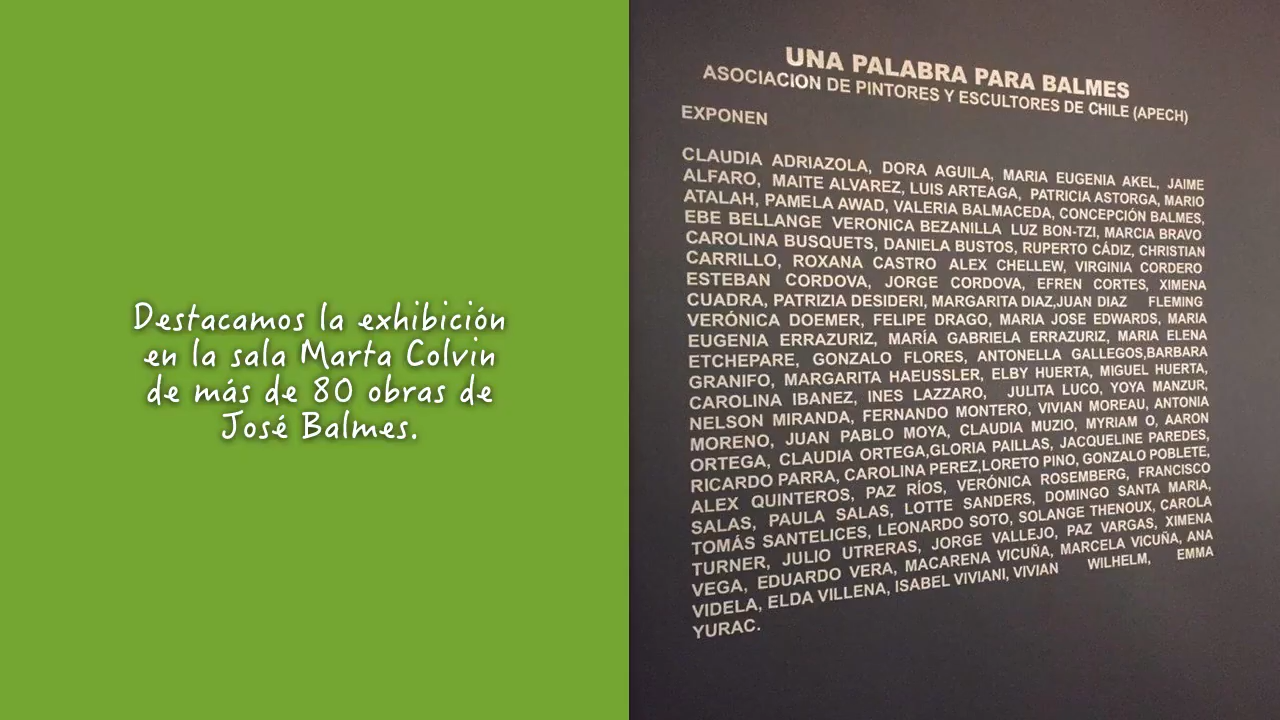 Destacamos la exhibición
en la sala Marta Colvin
de más de 80 obras de
José Balmes.
UNA PALABRA PARA BALMES
ASOCIACION DE PINTORES Y ESCULTORES DE CHILE (APECH)
EXPONEN
CLAUDIA ADRIAZOLA, DORA AGUILA, MARIA EUGENIA AKEL, JAIME
ALFARO, MAITE ALVAREZ, LUIS ARTEAGA, PATRICIA ASTORGA, MARIO
ATALAH, PAMELA AWAD, VALERIA BALMACEDA, CONCEPCIÓN BALMES,
EBE BELLANGE VERONICA BEZANILLA LUZ BON-TZI, MARCIA BRAVO
CAROLINA BUSQUETS, DANIELA BUSTOS, RUPERTO CÁDIZ, CHRISTIAN
CARRILLO, ROXANA CASTRO ALEX CHELLEW, VIRGINIA CORDERO
ESTEBAN CORDOVA, JORGE CORDOVA, EFREN CORTES, XIMENA
CUADRA, PATRIZIA DESIDERI, MARGARITA DIAZ,JUAN DIAZ FLEMING
VERÓNICA DOEMER, FELIPE DRAGO, MARIA JOSE EDWARDS, MARIA
EUGENIA ERRAZURIZ, MARÍA GABRIELA ERRAZURIZ, MARIA ELENA
ETCHEPARE, GONZALO FLORES, ANTONELLA GALLEGOS,BARBARA
GRANIFO, MARGARITA HAEUSSLER, ELBY HUERTA, MIGUEL HUERTA,
CAROLINA IBANEZ, INES LAZZARO, JULITA LUCO, YOYA MANZUR,
NELSON MIRANDA, FERNANDO MONTERO, VIVIAN MOREAU, ANTONIA
MORENO, JUAN PABLO MOYA, CLAUDIA MUZIO, MYRIAM O, AARON
ORTEGA, CLAUDIA ORTEGA,GLORIA PAILLAS, JACQUELINE PAREDES,
RICARDO PARRA, CAROLINA PEREZ,LORETO PINO, GONZALO POBLETE,
ALEX QUINTEROS, PAZ RÍOS, VERÓNICA ROSEMBERG, FRANCISCO
SALAS, PAULA SALAS, LOTTE SANDERS, DOMINGO SANTA MARIA,
TOMÁS SANTELICES, LEONARDO SOTO, SOLANGE THENOUX, CAROLA
TURNER, JULIO UTRERAS, JORGE VALLEJO, PAZ VARGAS, XIMENA
VEGA, EDUARDO VERA, MACARENA VICUÑA, MARCELA VICUÑA, ANA
VIDELA, ELDA VILLENA, ISABEL VIVIANI, VIVIAN WILHELM, EMMA
YURAC.